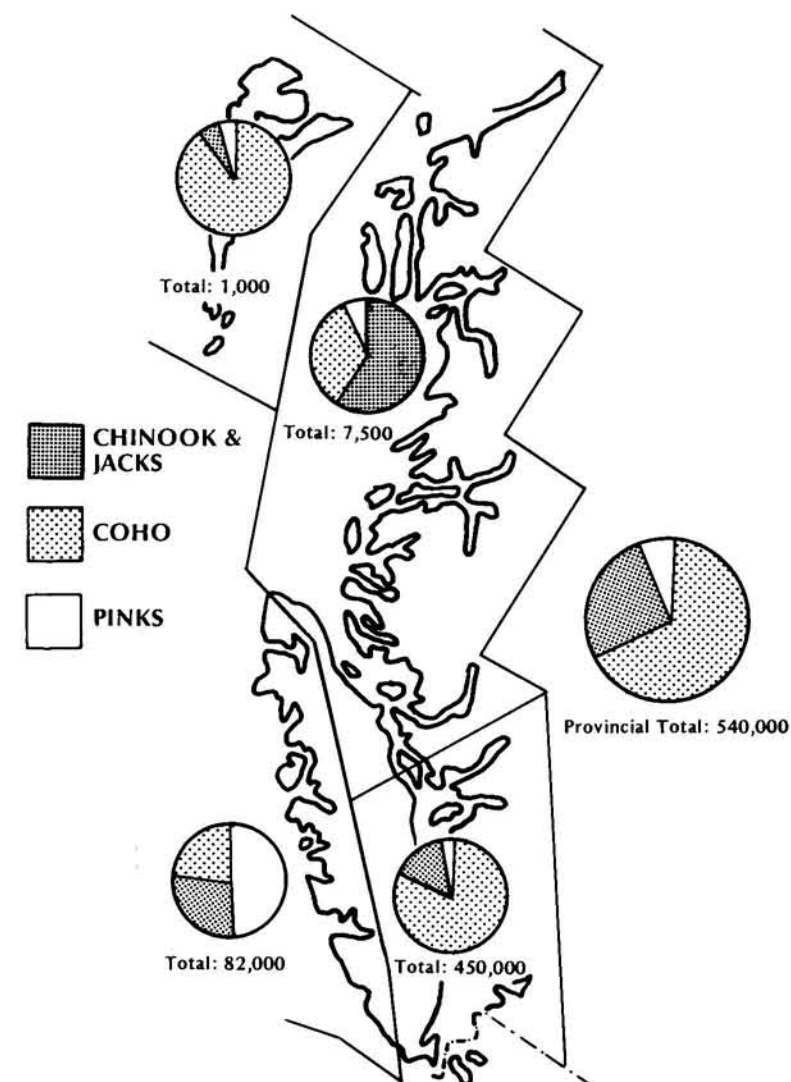 Total: 1,000
Total: 7,500
CHINOOK &
JACKS
COHO
PINKS
Provincial Total: 540,000
Total: 82,000
Total: 450,000